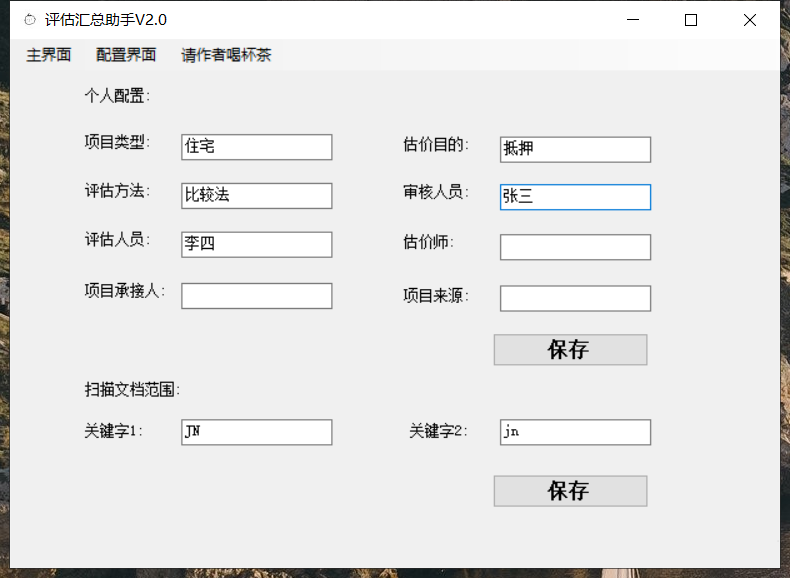 评估汇总助手V2.0
主界面 配置界面 请作者喝杯茶
个人配置:
项目类型: 住宅 估价目的: 抵押
评估方法: 比较法 审核人员: 张三
评估人员: 李四 估价师:
项目承接人: 项目来源:
保存
扫描文档范围:
关键字1: JN 关键字2: jn
保存